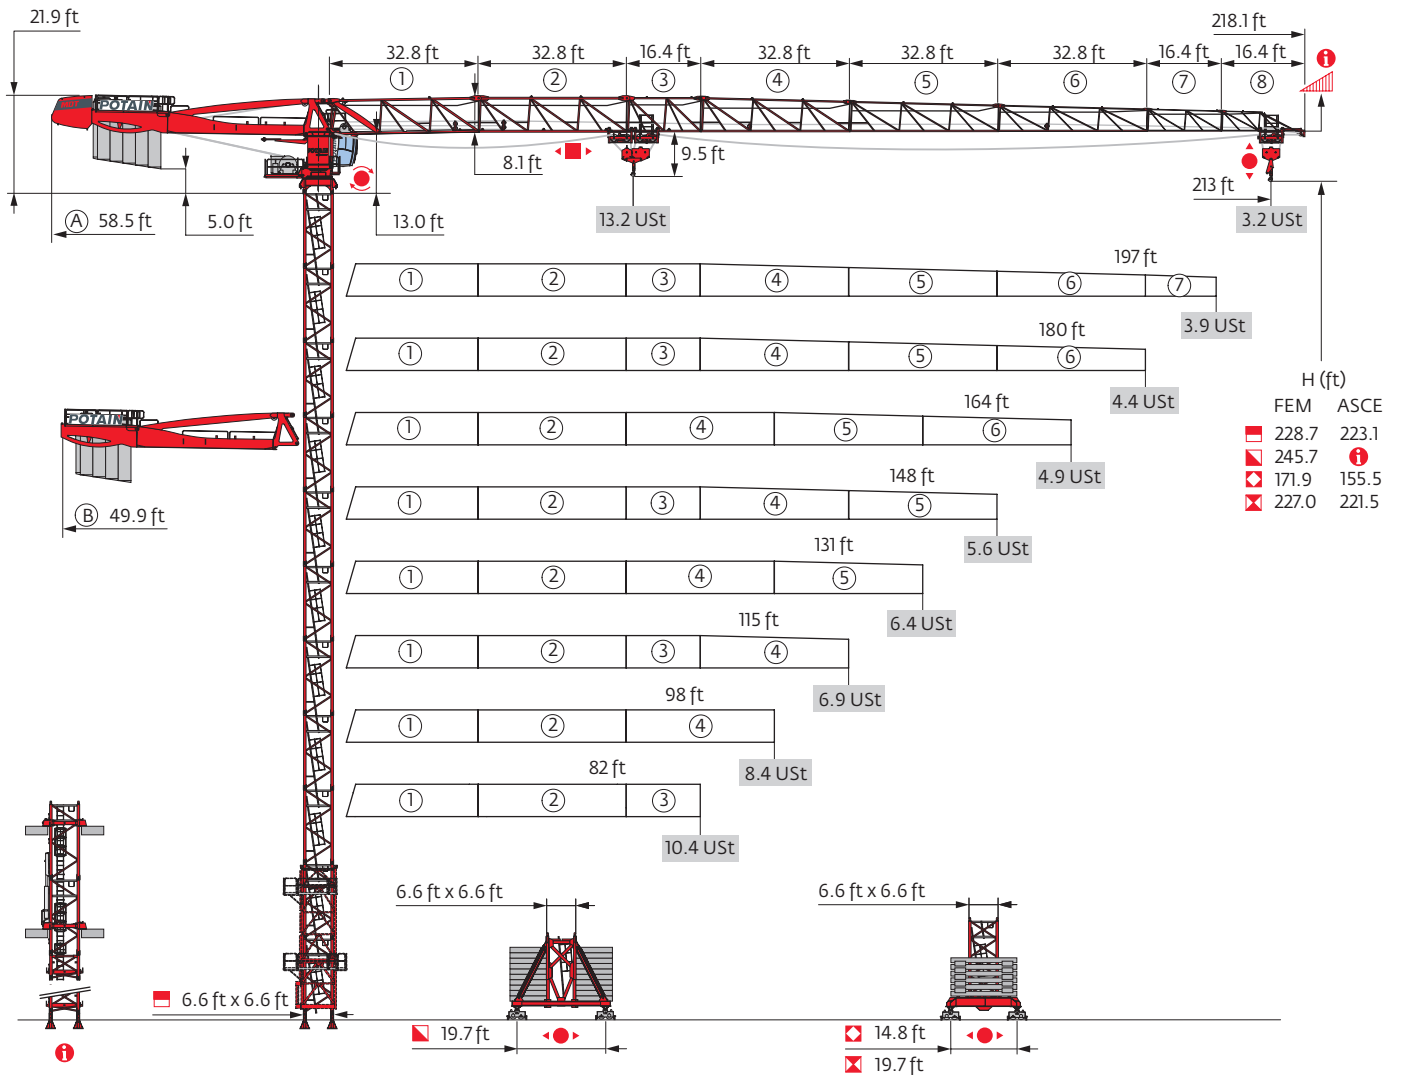 21.9 ft
218.1 ft
32.8 ft 32.8 ft 16.4 ft 32.8 ft 32.8 ft 32.8 ft 16.4 ft 16.4 ft
i
1 2 3 4 5 6 7 8
POTAIN
8.1 ft
9.5 ft
213 ft
A 58.5 ft
5.0 ft
13.0 ft
13.2 USt
3.2 USt
197 ft
1 2 3 4 5 6 7
3.9 USt
180 ft
1 2 3 4 5 6
4.4 USt
H (ft)
FEM ASCE
228.7 223.1
245.7 i
171.9 155.5
227.0 221.5
POTAIN
164 ft
1 2 4 5 6
4.9 USt
B 49.9 ft
148 ft
1 2 3 4 5
5.6 USt
131 ft
1 2 4 5
6.4 USt
115 ft
1 2 3 4
6.9 USt
98 ft
1 2 4
8.4 USt
82 ft
1 2 3
10.4 USt
6.6 ft x 6.6 ft
6.6 ft x 6.6 ft
6.6 ft x 6.6 ft
19.7 ft
14.8 ft
19.7 ft
i